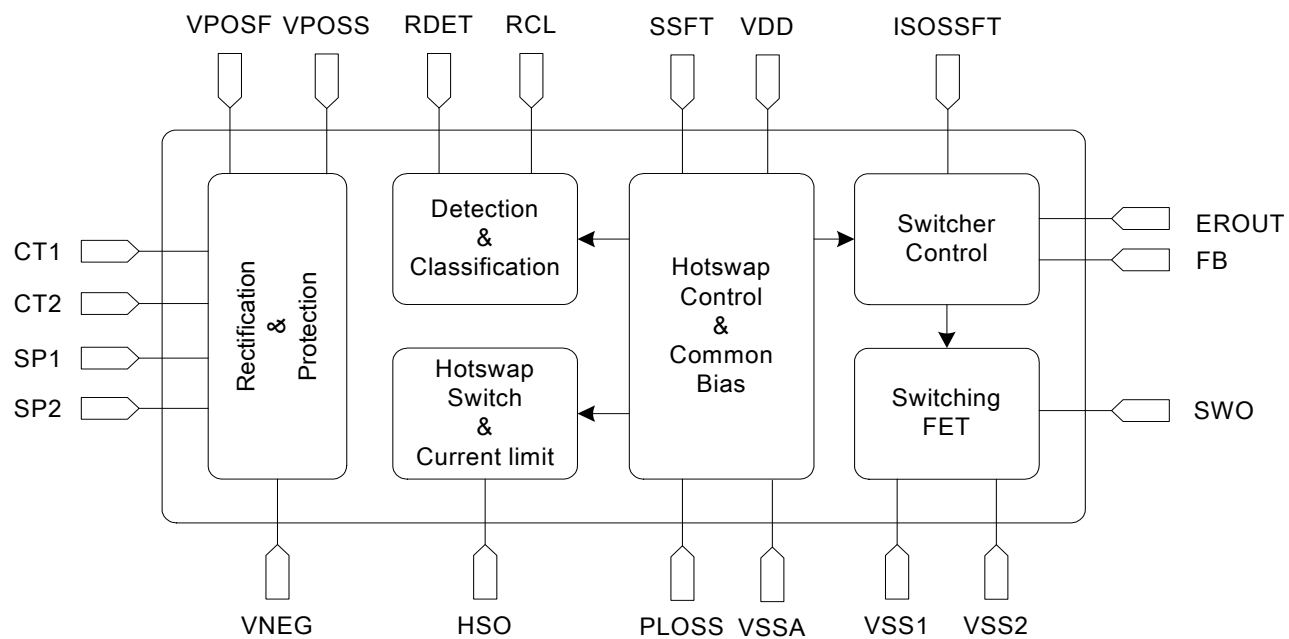 VPOSF VPOSS RDET RCL SSFT VDD ISOSSFT
CT1
CT2
SP1
SP2
Rectification
&
Protection
Detection
&
Classification
Hotswap
Switch
&
Current limit
Hotswap
Control
&
Common
Bias
Switcher
Control
Switching
FET
EROUT
FB
SWO
VNEG HSO PLOSS VSSA VSS1 VSS2